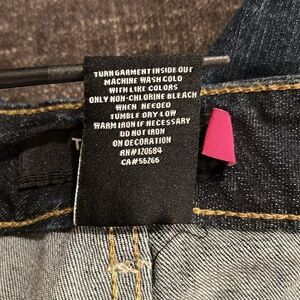 TURN GARMENT INSIDE OUT
MACHINE WASH COLD
WITH LIKE COLORS
ONLY NON-CHLORINE BLEACH
WHEN NEEDED
TUMBLE DRY LOW
WARM IRON IF NECESSARY
DO NOT IRON
ON DECORATION
RN#120684
CA#56266